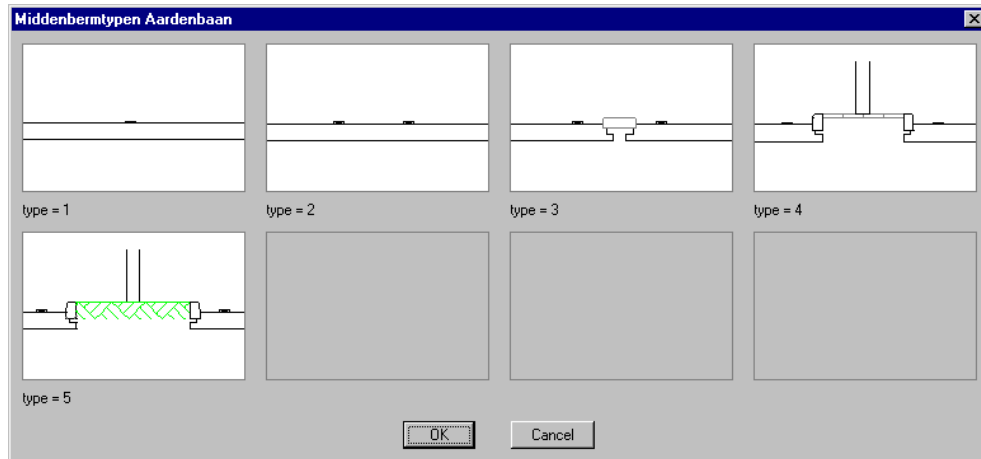 Middenbermtypen Aardenbaan
type = 1
type = 2
type = 3
type = 4
type = 5
OK
Cancel